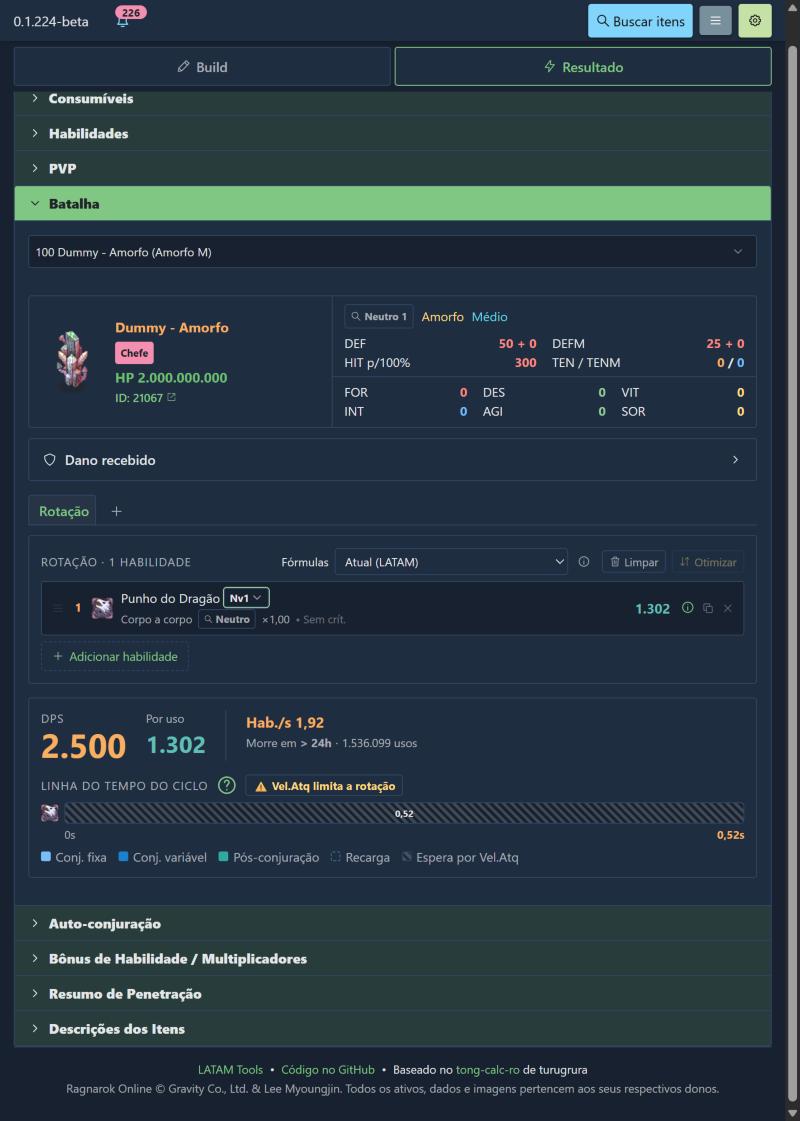 0.1.224-beta
226
Buscar itens
Build
Resultado
Consumíveis
Habilidades
PVP
Batalha
100 Dummy - Amorfo (Amorfo M)
Dummy - Amorfo
Chefe
HP 2.000.000.000
ID: 21067
Neutro 1 Amorfo Médio
DEF 50 + 0 DEFM 25 + 0
HIT p/100% 300 TEN / TENM 0 / 0
FOR 0 DES 0 VIT 0
INT 0 AGI 0 SOR 0
Dano recebido
Rotação +
ROTAÇÃO · 1 HABILIDADE Fórmulas Atual (LATAM) Limpar Otimizar
1 Punho do Dragão Nv1
Corpo a corpo Neutro ×1,00 • Sem crít.
1.302
+ Adicionar habilidade
DPS
2.500
Por uso
1.302
Hab./s 1,92
Morre em > 24h · 1.536.099 usos
LINHA DO TEMPO DO CICLO ? Vel.Atq limita a rotação
0,52
0s 0,52s
Conj. fixa Conj. variável Pós-conjuração Recarga Espera por Vel.Atq
Auto-conjuração
Bônus de Habilidade / Multiplicadores
Resumo de Penetração
Descrições dos Itens
LATAM Tools • Código no GitHub • Baseado no tong-calc-ro de turugrura
Ragnarok Online © Gravity Co., Ltd. & Lee Myoungjin. Todos os ativos, dados e imagens pertencem aos seus respectivos donos.